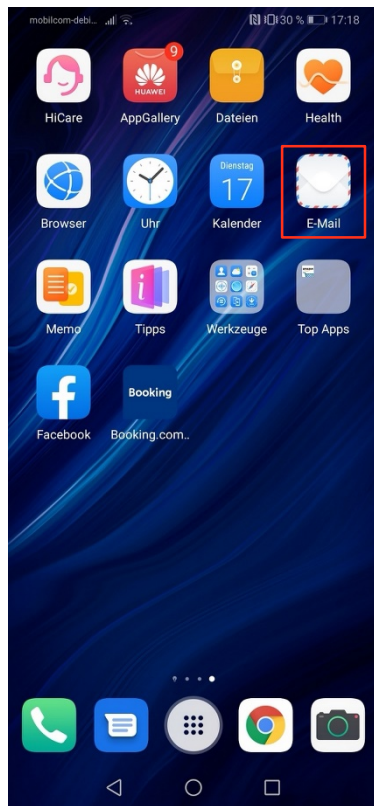 mobilcom-debi... 30 % 17:18
9
HUAWEI
HiCare AppGallery Dateien Health
Dienstag
17
Browser Uhr Kalender E-Mail
Memo Tipps Werkzeuge Top Apps
Booking
Facebook Booking.com..